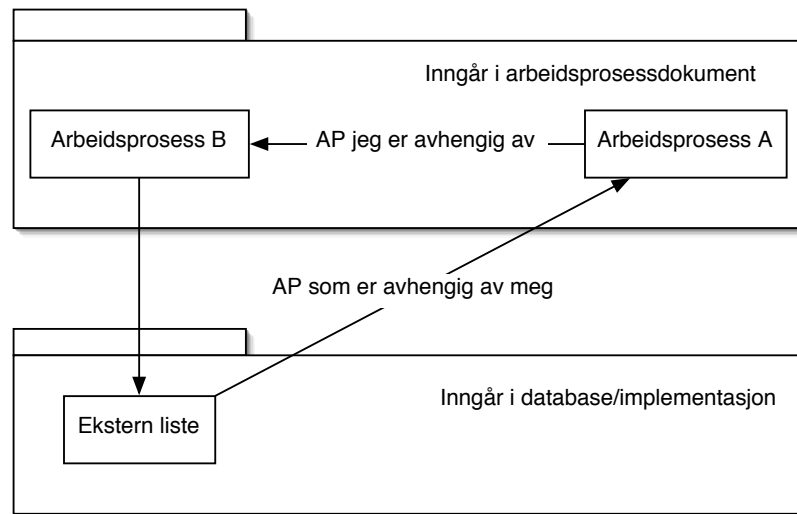 Inngår i arbeidsprosessdokument
Arbeidsprosess B
AP jeg er avhengig av
Arbeidsprosess A
AP som er avhengig av meg
Inngår i database/implementasjon
Ekstern liste